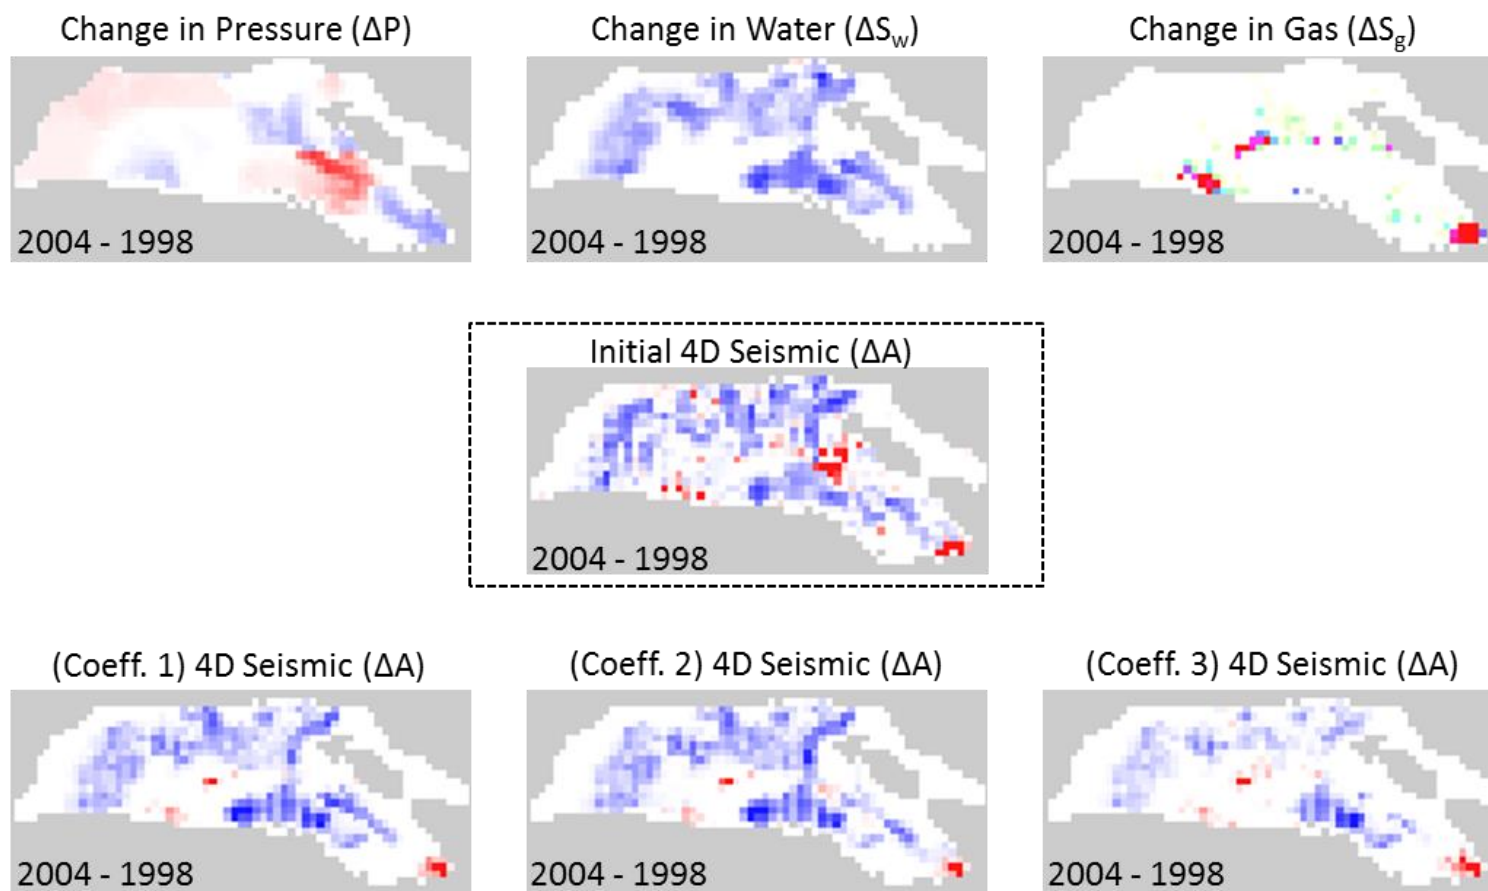 Change in Pressure (ΔP)
Change in Water (ΔSw)
Change in Gas (ΔSg)
2004 - 1998
2004 - 1998
2004 - 1998
Initial 4D Seismic (ΔA)
2004 - 1998
(Coeff. 1) 4D Seismic (ΔA)
(Coeff. 2) 4D Seismic (ΔA)
(Coeff. 3) 4D Seismic (ΔA)
2004 - 1998
2004 - 1998
2004 - 1998